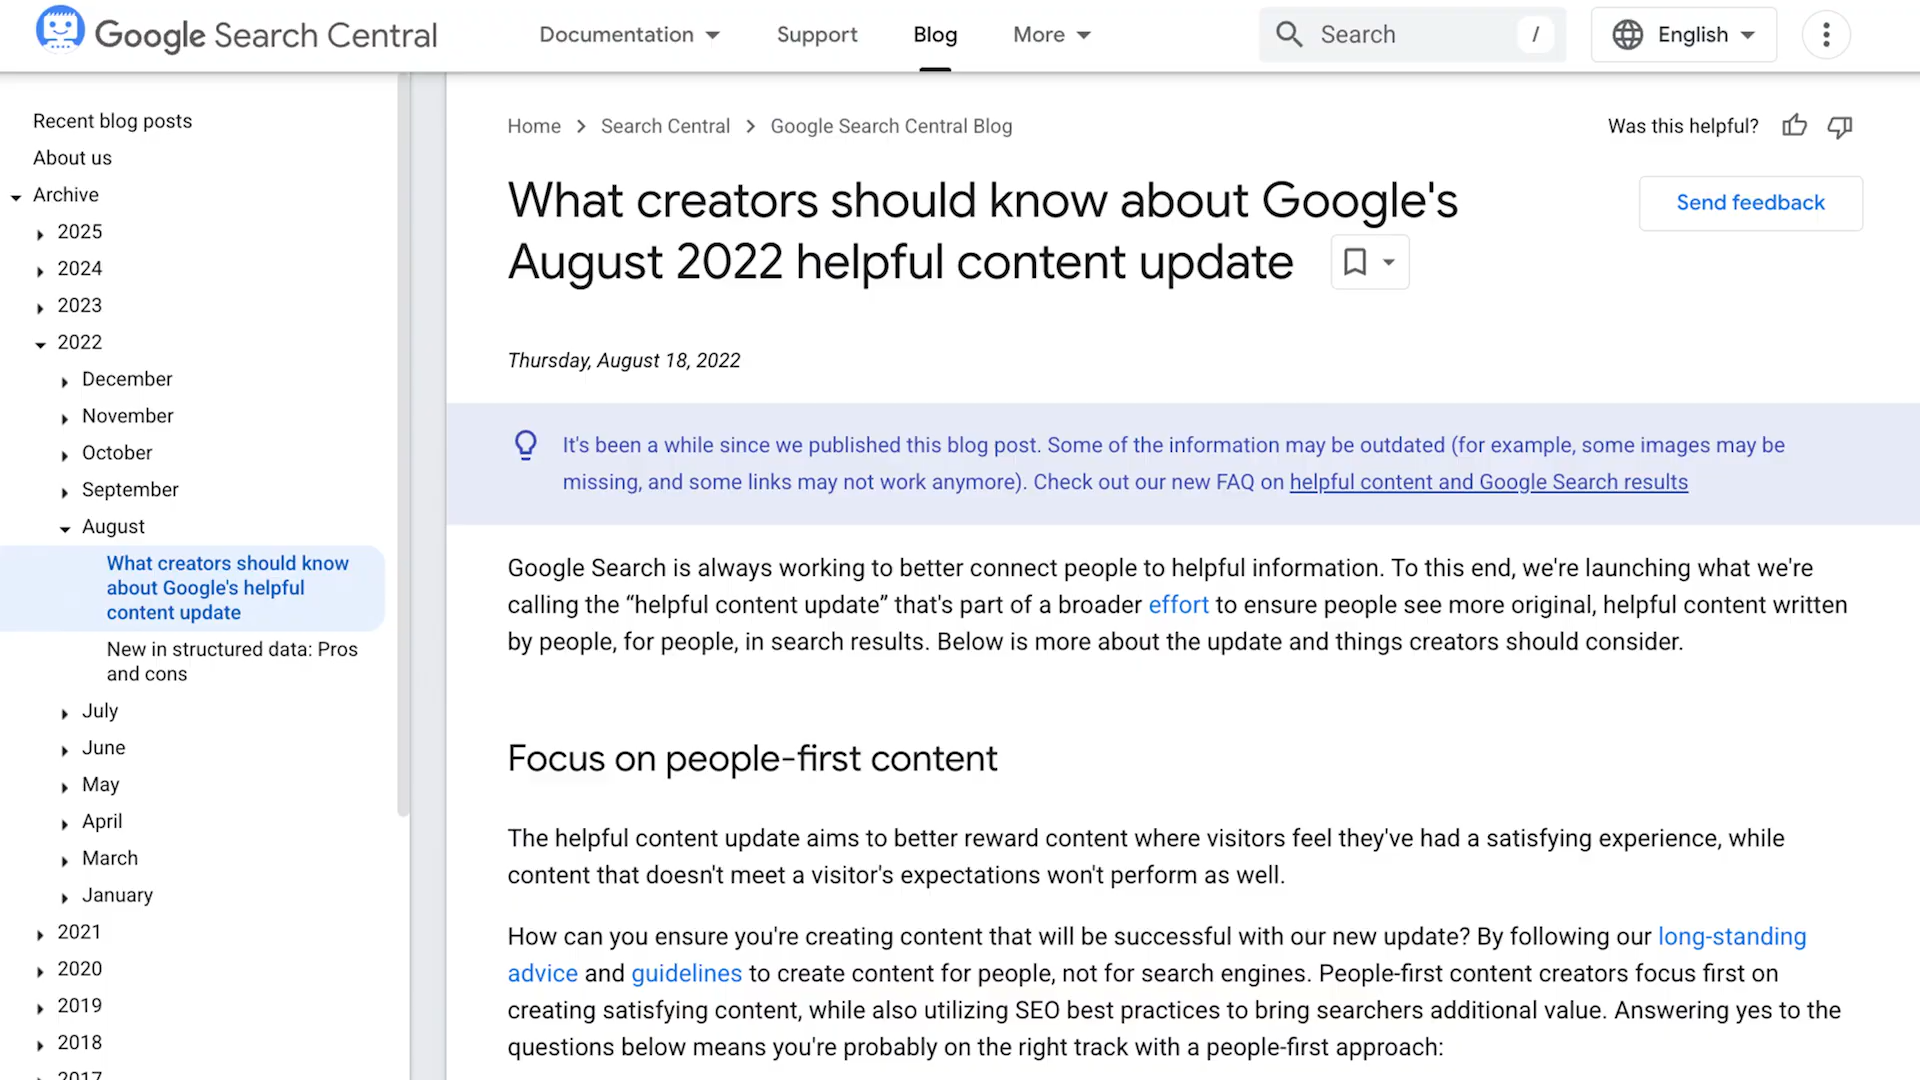 Google Search Central
Documentation
Support
Blog
More
Search
/
English
Recent blog posts
About us
Archive
2025
2024
2023
2022
December
November
October
September
August
What creators should know
about Google's helpful
content update
New in structured data: Pros
and cons
July
June
May
April
March
January
2021
2020
2019
2018
2017
Home
Search Central
Google Search Central Blog
Was this helpful?
What creators should know about Google's
August 2022 helpful content update
Send feedback
Thursday, August 18, 2022
It's been a while since we published this blog post. Some of the information may be outdated (for example, some images may be
missing, and some links may not work anymore). Check out our new FAQ on helpful content and Google Search results
Google Search is always working to better connect people to helpful information. To this end, we're launching what we're
calling the “helpful content update” that's part of a broader effort to ensure people see more original, helpful content written
by people, for people, in search results. Below is more about the update and things creators should consider.
Focus on people-first content
The helpful content update aims to better reward content where visitors feel they've had a satisfying experience, while
content that doesn't meet a visitor's expectations won't perform as well.
How can you ensure you're creating content that will be successful with our new update? By following our long-standing
advice and guidelines to create content for people, not for search engines. People-first content creators focus first on
creating satisfying content, while also utilizing SEO best practices to bring searchers additional value. Answering yes to the
questions below means you're probably on the right track with a people-first approach: